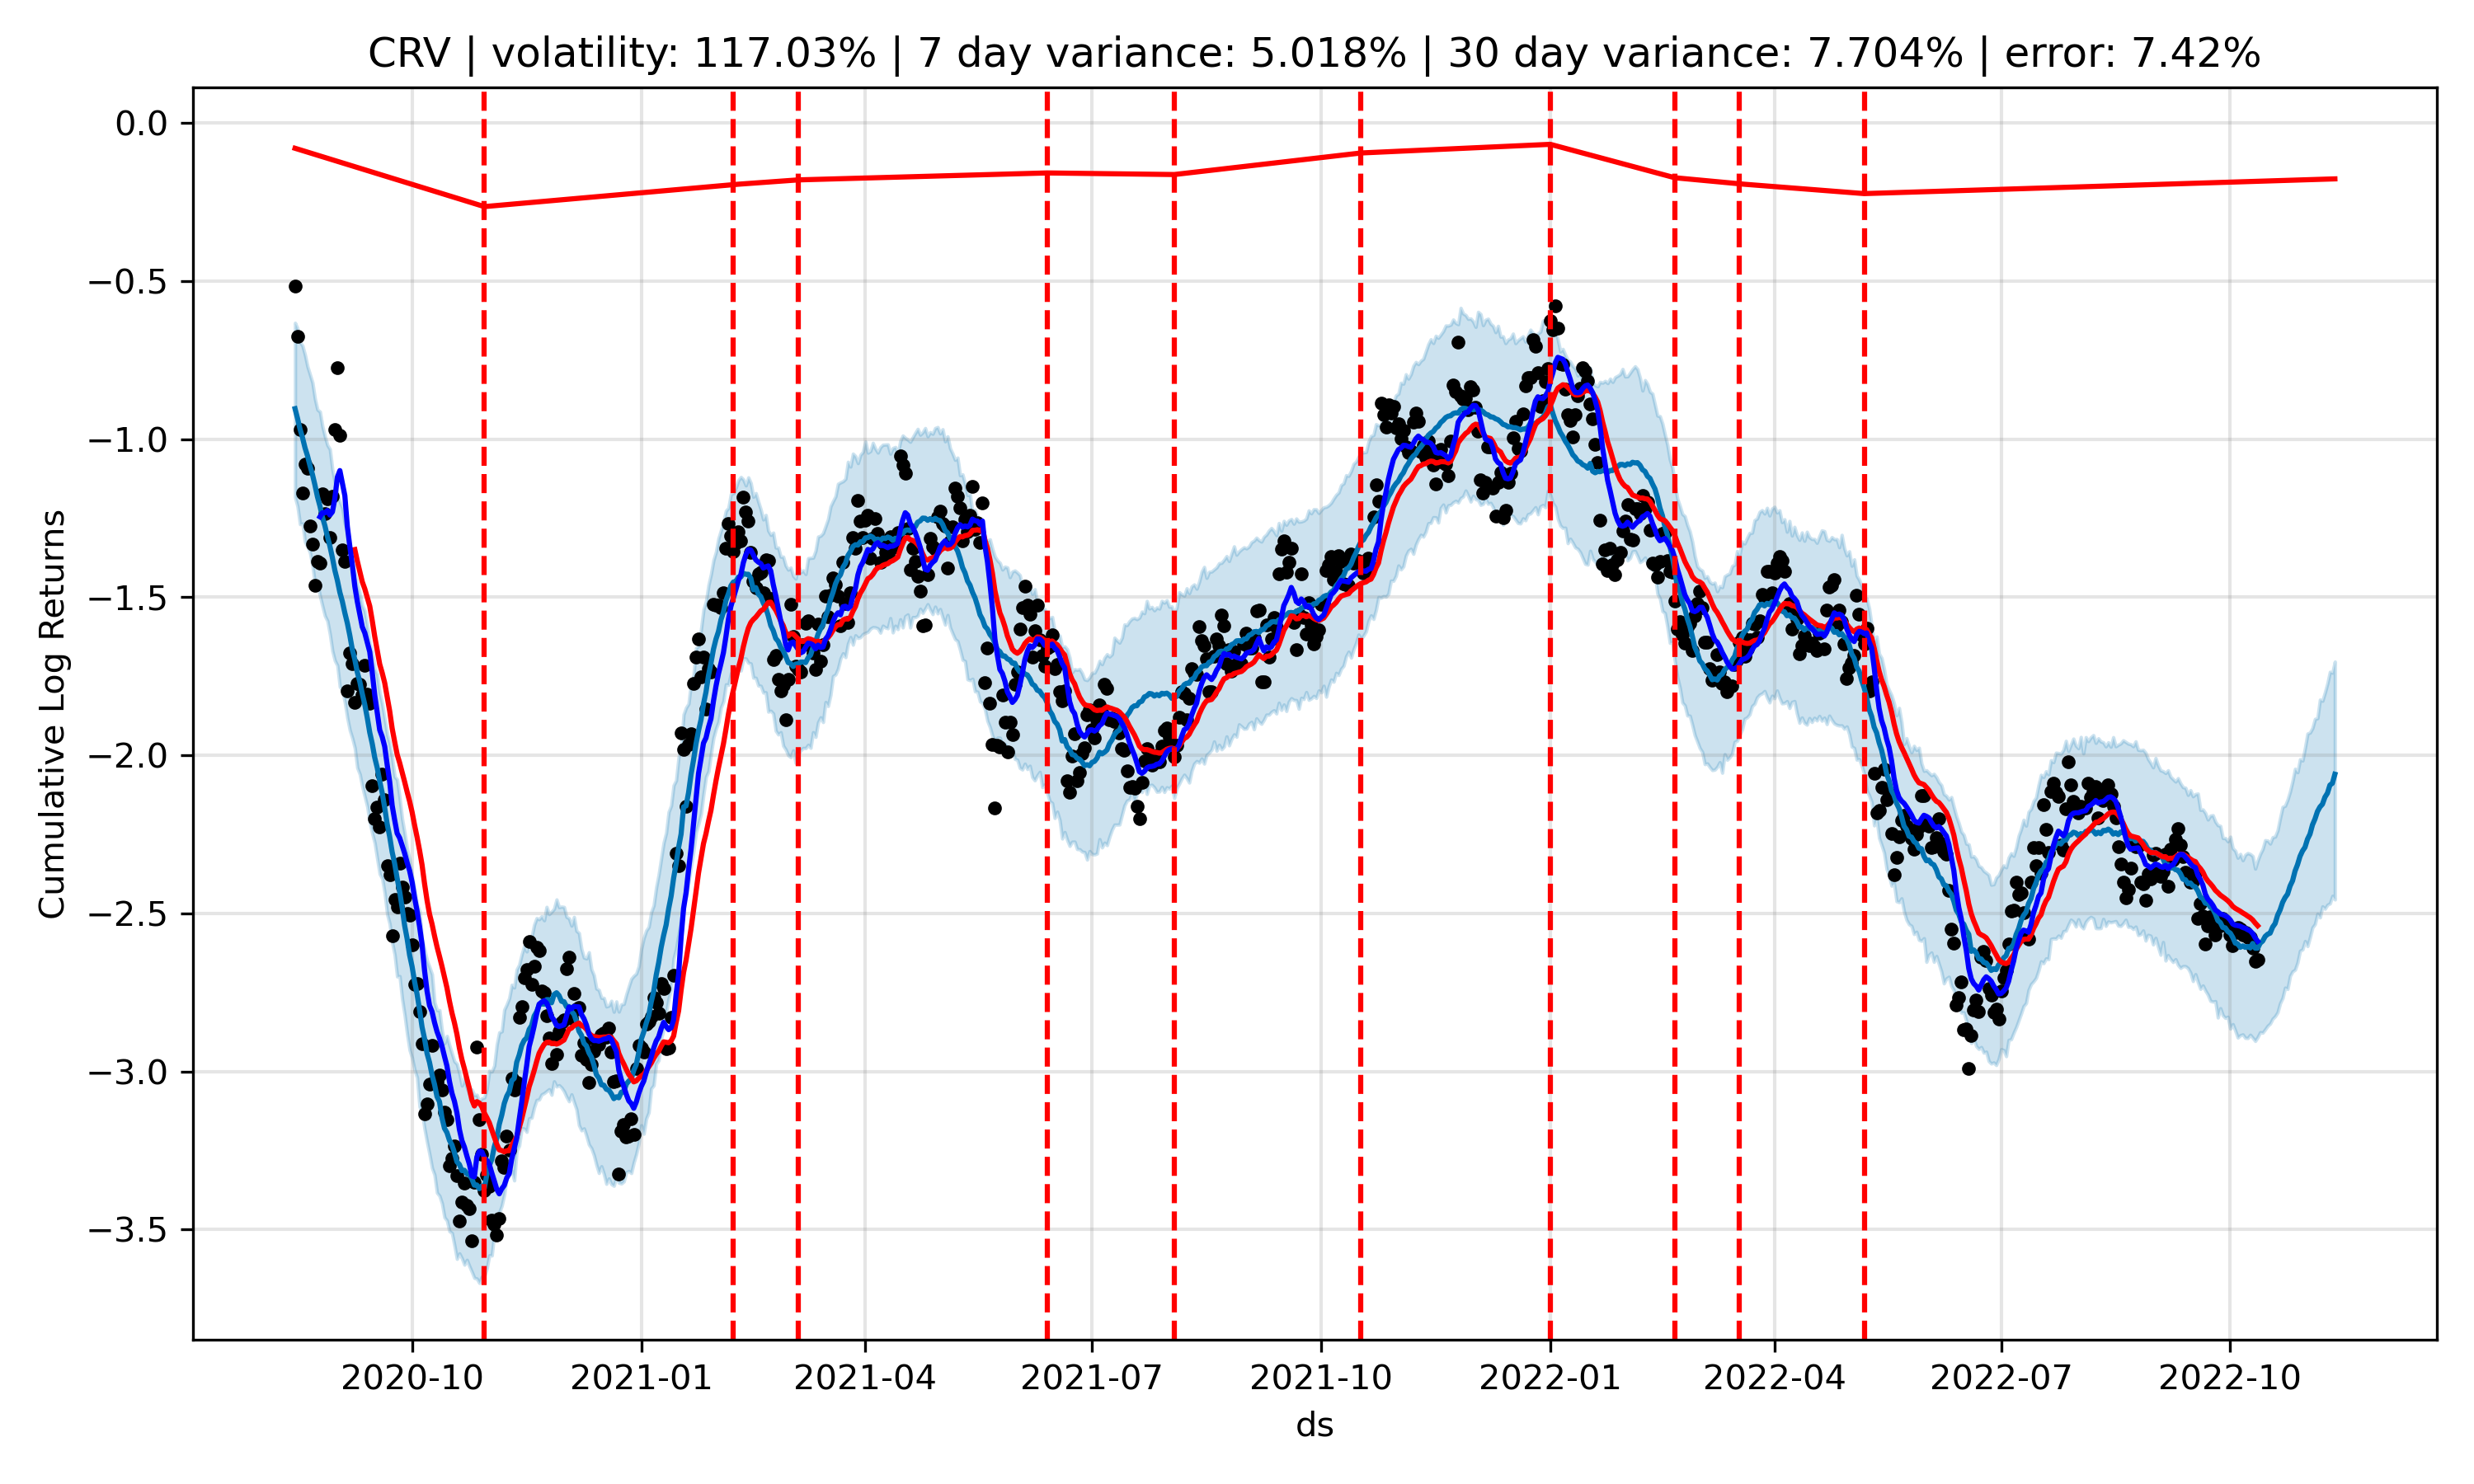 CRV | volatility: 117.03% | 7 day variance: 5.018% | 30 day variance: 7.704% | error: 7.42%
0.0
−0.5
−1.0
−1.5
−2.0
−2.5
−3.0
−3.5
Cumulative Log Returns
2020-10 2021-01 2021-04 2021-07 2021-10 2022-01 2022-04 2022-07 2022-10
ds